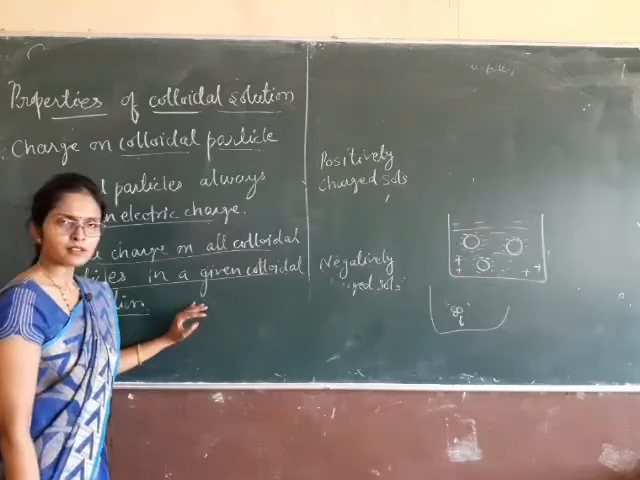 Properties of colloidal solution
Charge on colloidal particle
particles always
electric charge.
charge on all colloidal
in a given colloidal
Positively
charged sols
Negatively
sols